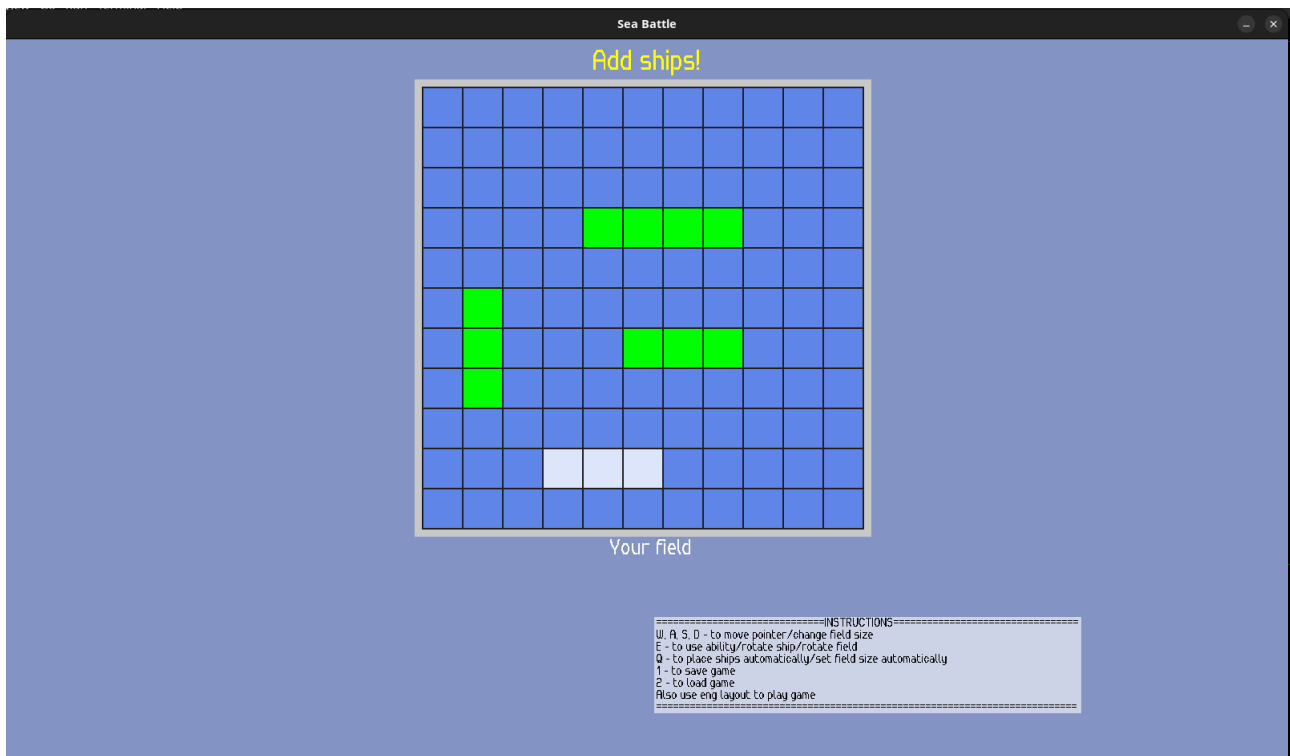 Sea Battle
Add ships!
Your field
============================INSTRUCTIONS=================================
W, A, S, D - to move pointer/change field size
E - to use ability/rotate ship/rotate field
Q - to place ships automatically/set field size automatically
1 - to save game
2 - to load game
Also use eng layout to play game
===========================================================================